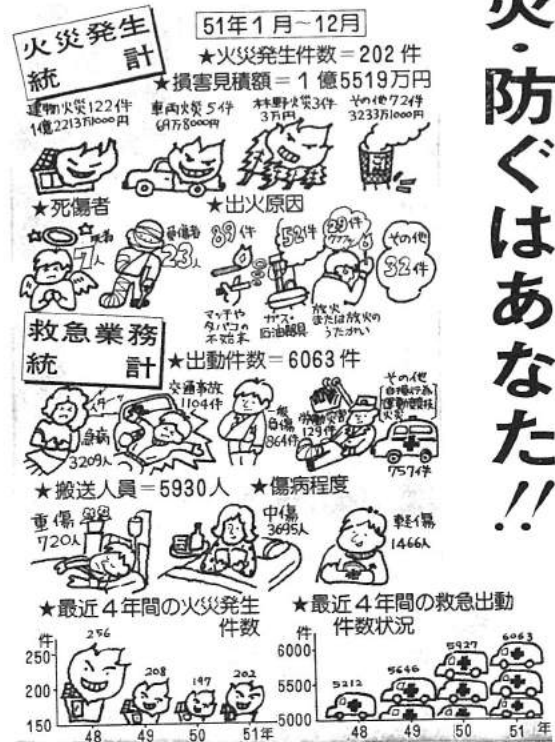 災・防ぐはあなた!!
火災発生
統計
51年1月～12月
★火災発生件数＝202件
★損害見積額＝1億5519万円
建物火災122件
1億2213万1000円
車両火災5件
69万8000円
林野火災3件
3万円
その他72件
3233万1000円
★死傷者
死者
7人
負傷者
23人
★出火原因
89件
マッチや
タバコの
不始末
52件
ガス・
石油器具
29件
放火
または放火の
うたがい
その他
32件
救急業務
統計
★出動件数＝6063件
急病
3209件
交通事故
1104件
一般
負傷
864件
労働災害
129件
その他
自損行為
運動競技
火災
757件
★搬送人員＝5930人
★傷病程度
重傷
720人
中傷
3695人
軽傷
1466人
★最近4年間の火災発生
件数
件
250
200
150
256
208
197
202
48
49
50
51年
★最近4年間の救急出動
件数状況
件
6000
5500
5000
5212
5646
5927
6063
48
49
50
51年